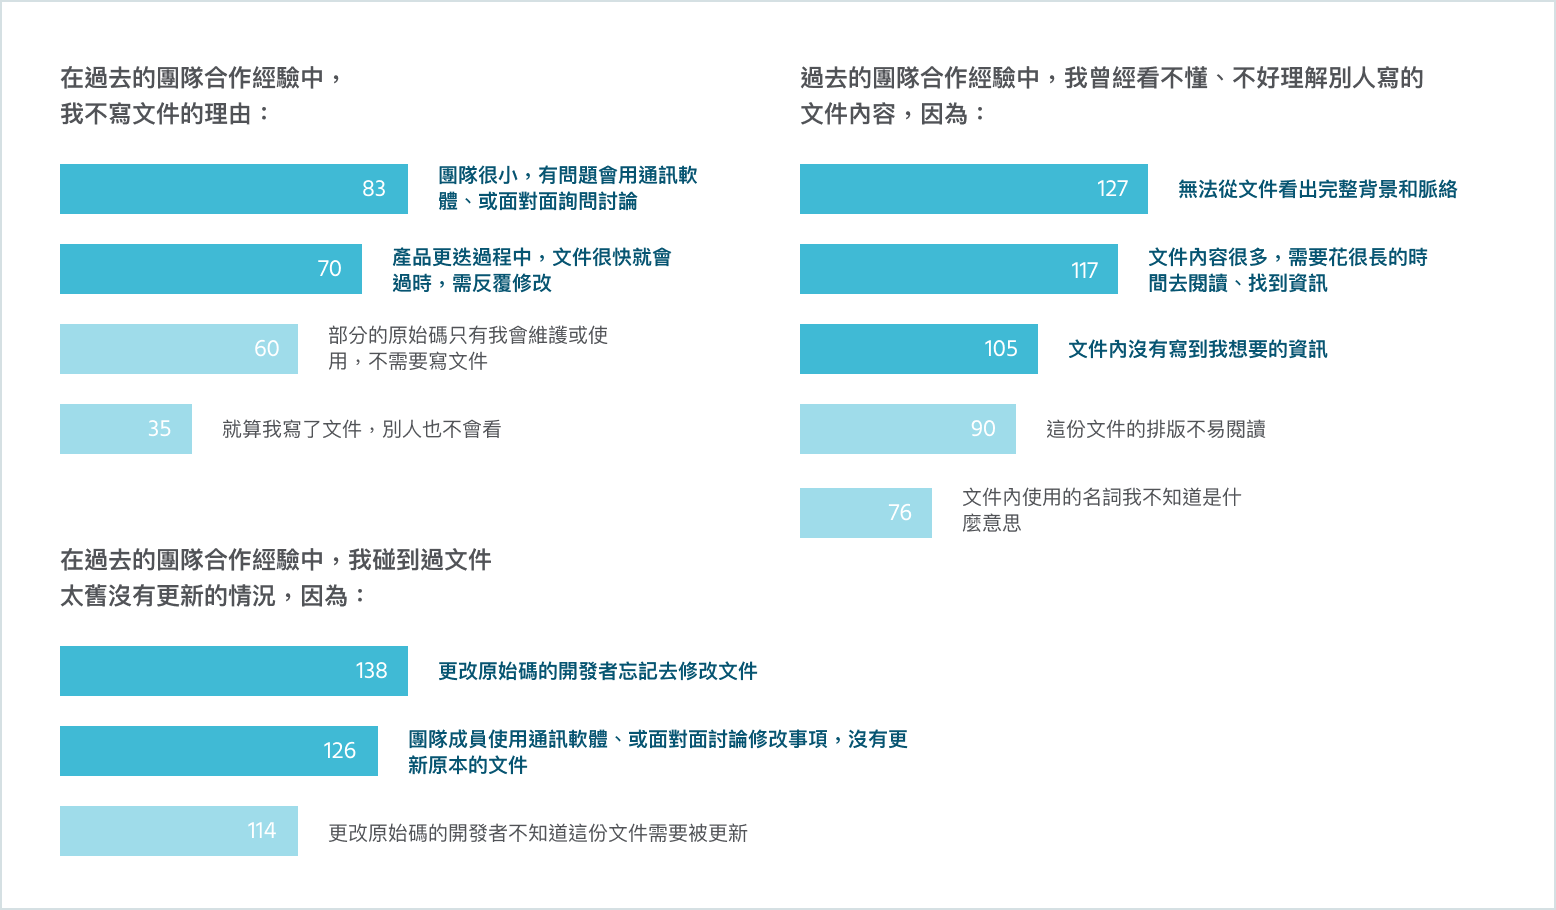 在過去的團隊合作經驗中，
我不寫文件的理由：
83
團隊很小，有問題會用通訊軟
體、或面對面詢問討論
70
產品更迭過程中，文件很快就會
過時，需反覆修改
60
部分的原始碼只有我會維護或使
用，不需要寫文件
35
就算我寫了文件，別人也不會看
過去的團隊合作經驗中，我曾經看不懂、不好理解別人寫的
文件內容，因為：
127
無法從文件看出完整背景和脈絡
117
文件內容很多，需要花很長的時
間去閱讀、找到資訊
105
文件內沒有寫到我想要的資訊
90
這份文件的排版不易閱讀
76
文件內使用的名詞我不知道是什
麼意思
在過去的團隊合作經驗中，我碰到過文件
太舊沒有更新的情況，因為：
138
更改原始碼的開發者忘記去修改文件
126
團隊成員使用通訊軟體、或面對面討論修改事項，沒有更
新原本的文件
114
更改原始碼的開發者不知道這份文件需要被更新